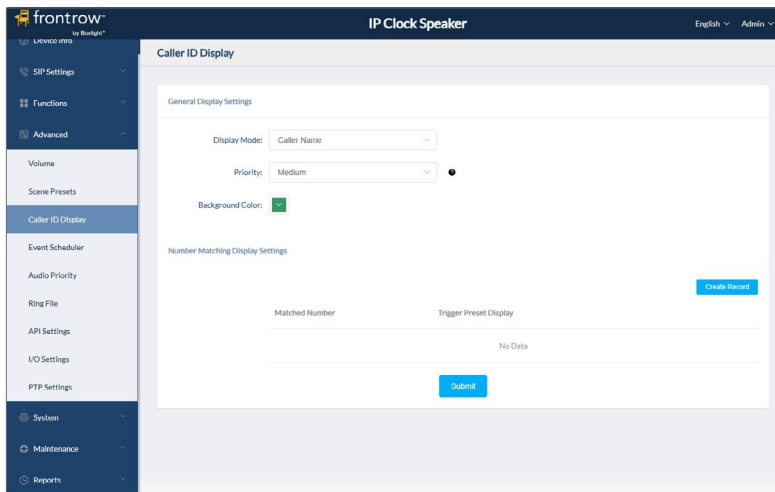 frontrow™
by Boxlight™
IP Clock Speaker
English
Admin
Device Info
SIP Settings
Functions
Advanced
Volume
Scene Presets
Caller ID Display
Event Scheduler
Audio Priority
Ring File
API Settings
I/O Settings
PTP Settings
System
Maintenance
Reports
Caller ID Display
General Display Settings
Display Mode: Caller Name
Priority: Medium ?
Background Color:
Number Matching Display Settings
Create Record
Matched Number Trigger Preset Display
No Data
Submit